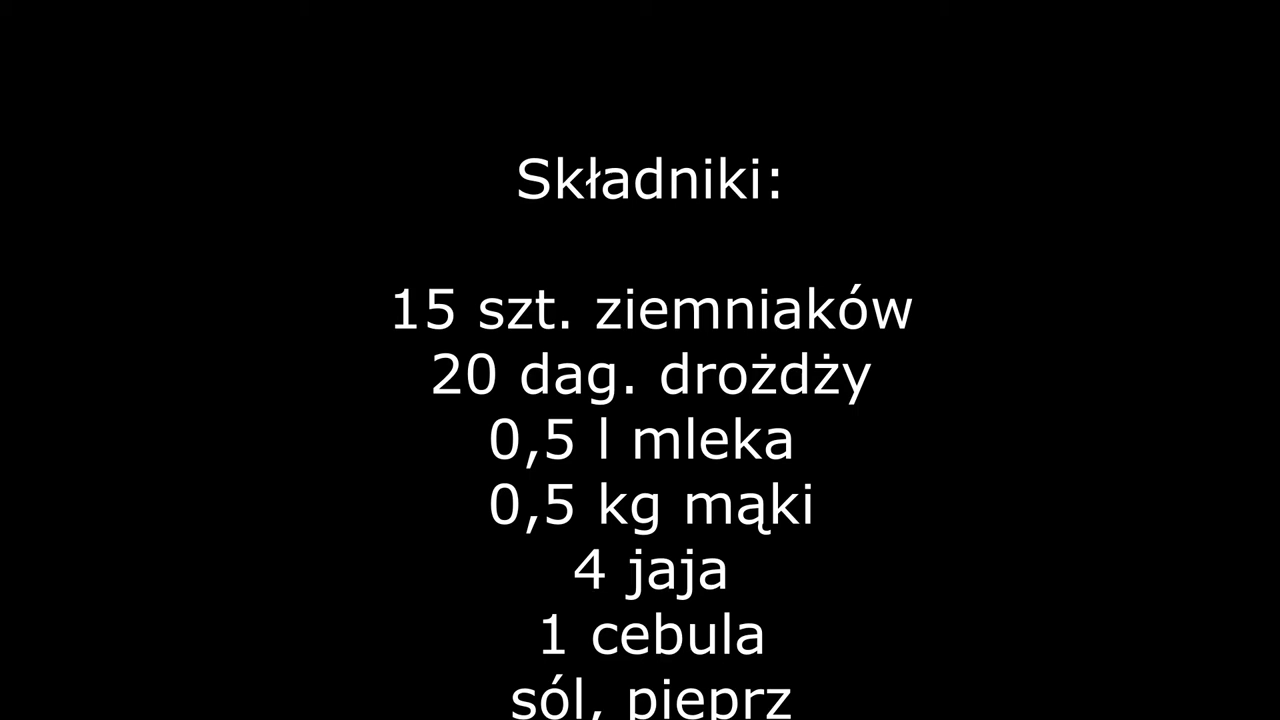 Składniki:
15 szt. ziemniaków
20 dag. drożdży
0,5 l mleka
0,5 kg mąki
4 jaja
1 cebula
sól, pieprz